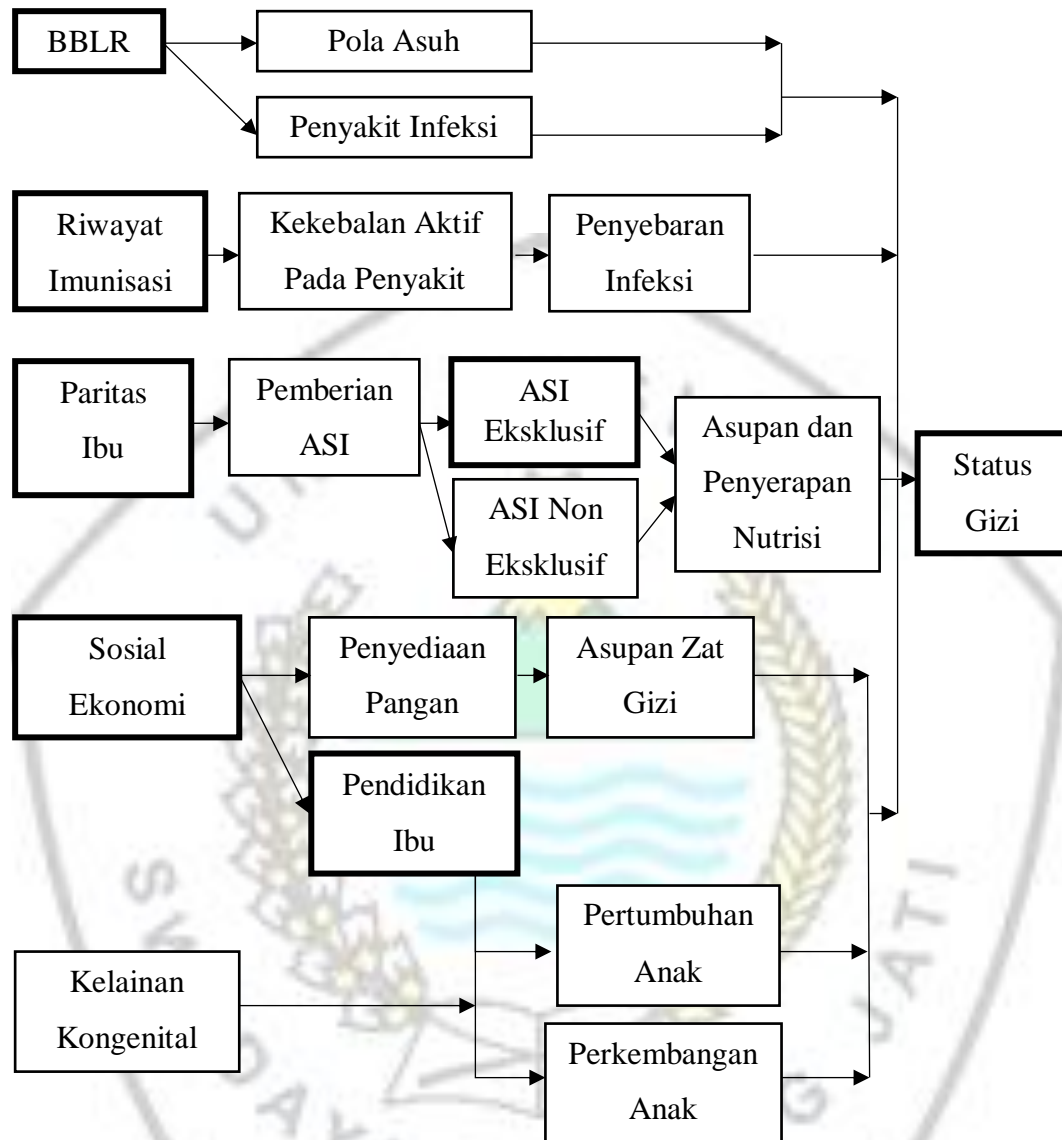 BBLR
Pola Asuh
Penyakit Infeksi
Riwayat
Imunisasi
Kekebalan Aktif
Pada Penyakit
Penyebaran
Infeksi
Paritas
Ibu
Pemberian
ASI
ASI
Eksklusif
ASI Non
Eksklusif
Asupan dan
Penyerapan
Nutrisi
Status
Gizi
Sosial
Ekonomi
Penyediaan
Pangan
Asupan Zat
Gizi
Pendidikan
Ibu
Pertumbuhan
Anak
Kelainan
Kongenital
Perkembangan
Anak
JATI